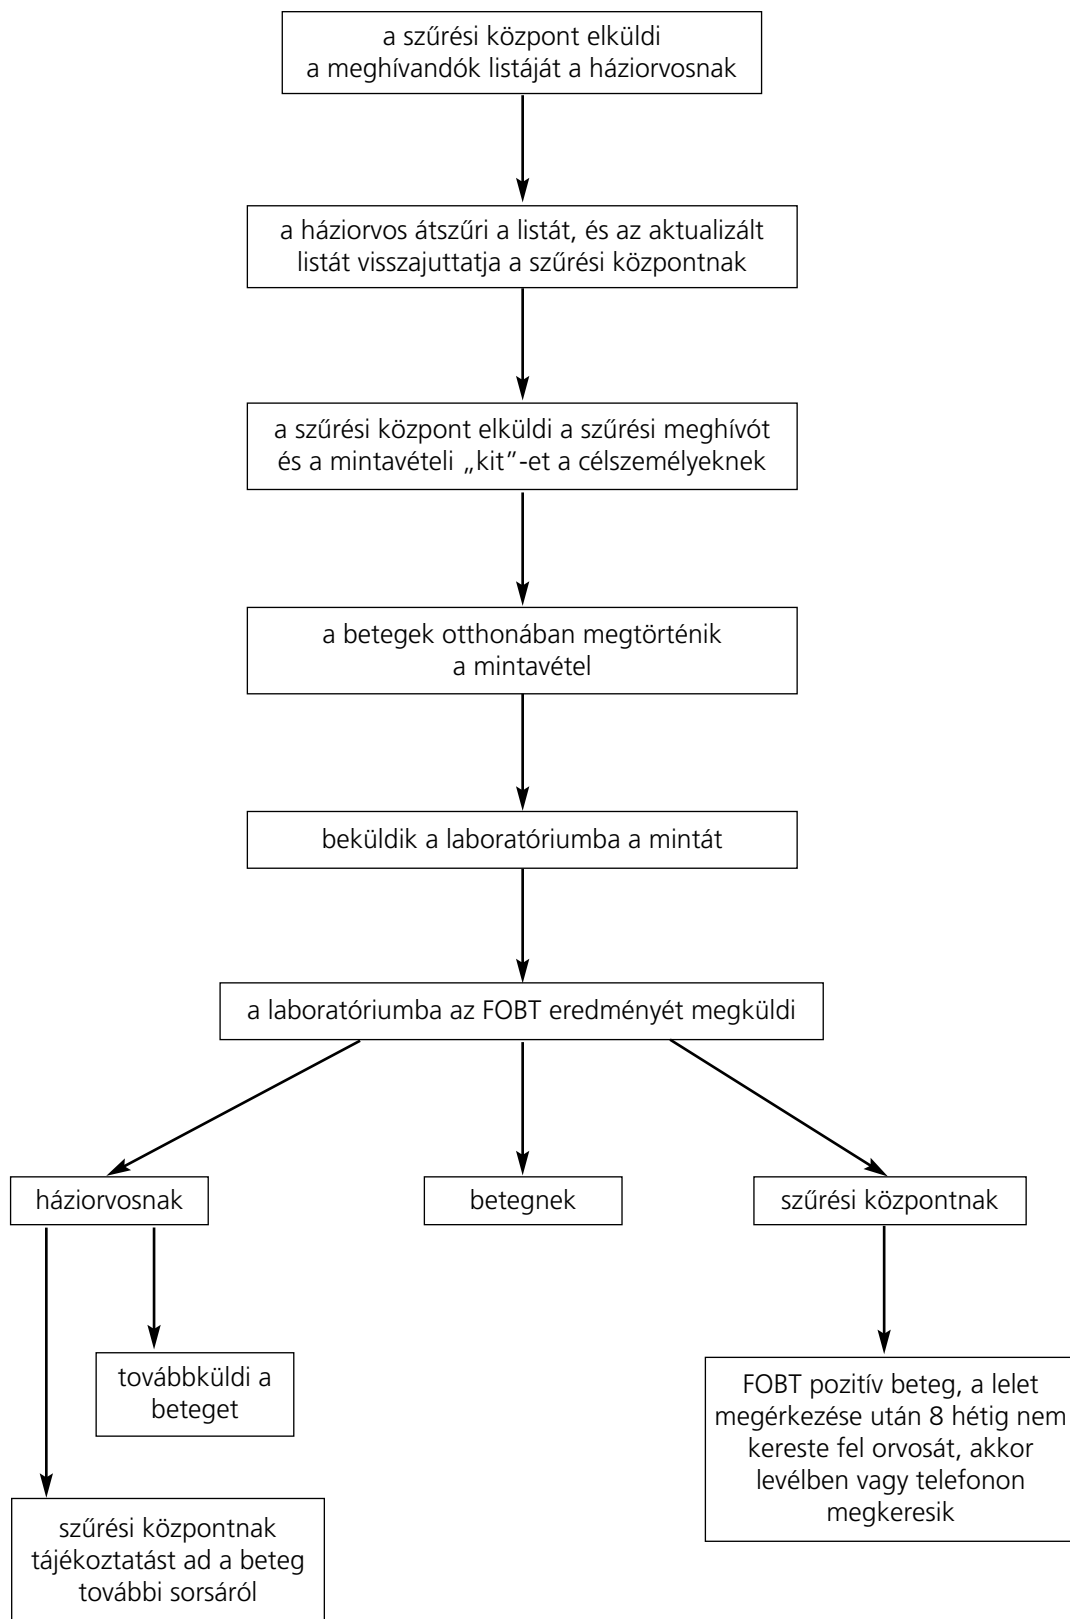 a szűrési központ elküldi
a meghívandók listáját a háziorvosnak
a háziorvos átszűri a listát, és az aktualizált
listát visszajuttatja a szűrési központnak
a szűrési központ elküldi a szűrési meghívót
és a mintavételi „kit”-et a célszemélyeknek
a betegek otthonában megtörténik
a mintavétel
beküldik a laboratóriumba a mintát
a laboratóriumba az FOBT eredményét megküldi
háziorvosnak
betegnek
szűrési központnak
továbbküldi a
beteget
FOBT pozitív beteg, a lelet
megérkezése után 8 hétig nem
kereste fel orvosát, akkor
levélben vagy telefonon
megkeresik
szűrési központnak
tájékoztatást ad a beteg
további sorsáról